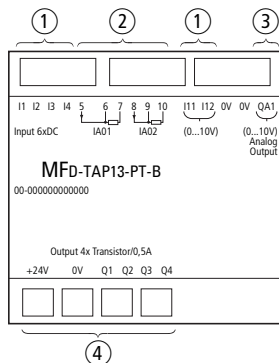 1 2 1 3
I1 I2 I3 I4 5 6 7 8 9 10 I11 I12 0V 0V QA1
Input 6xDC IA01 IA02 (0...10V) (0...10V)
Analog
Output
MFD-TAP13-PT-B
00-000000000000
Output 4x Transistor/0,5A
+24V 0V Q1 Q2 Q3 Q4
4